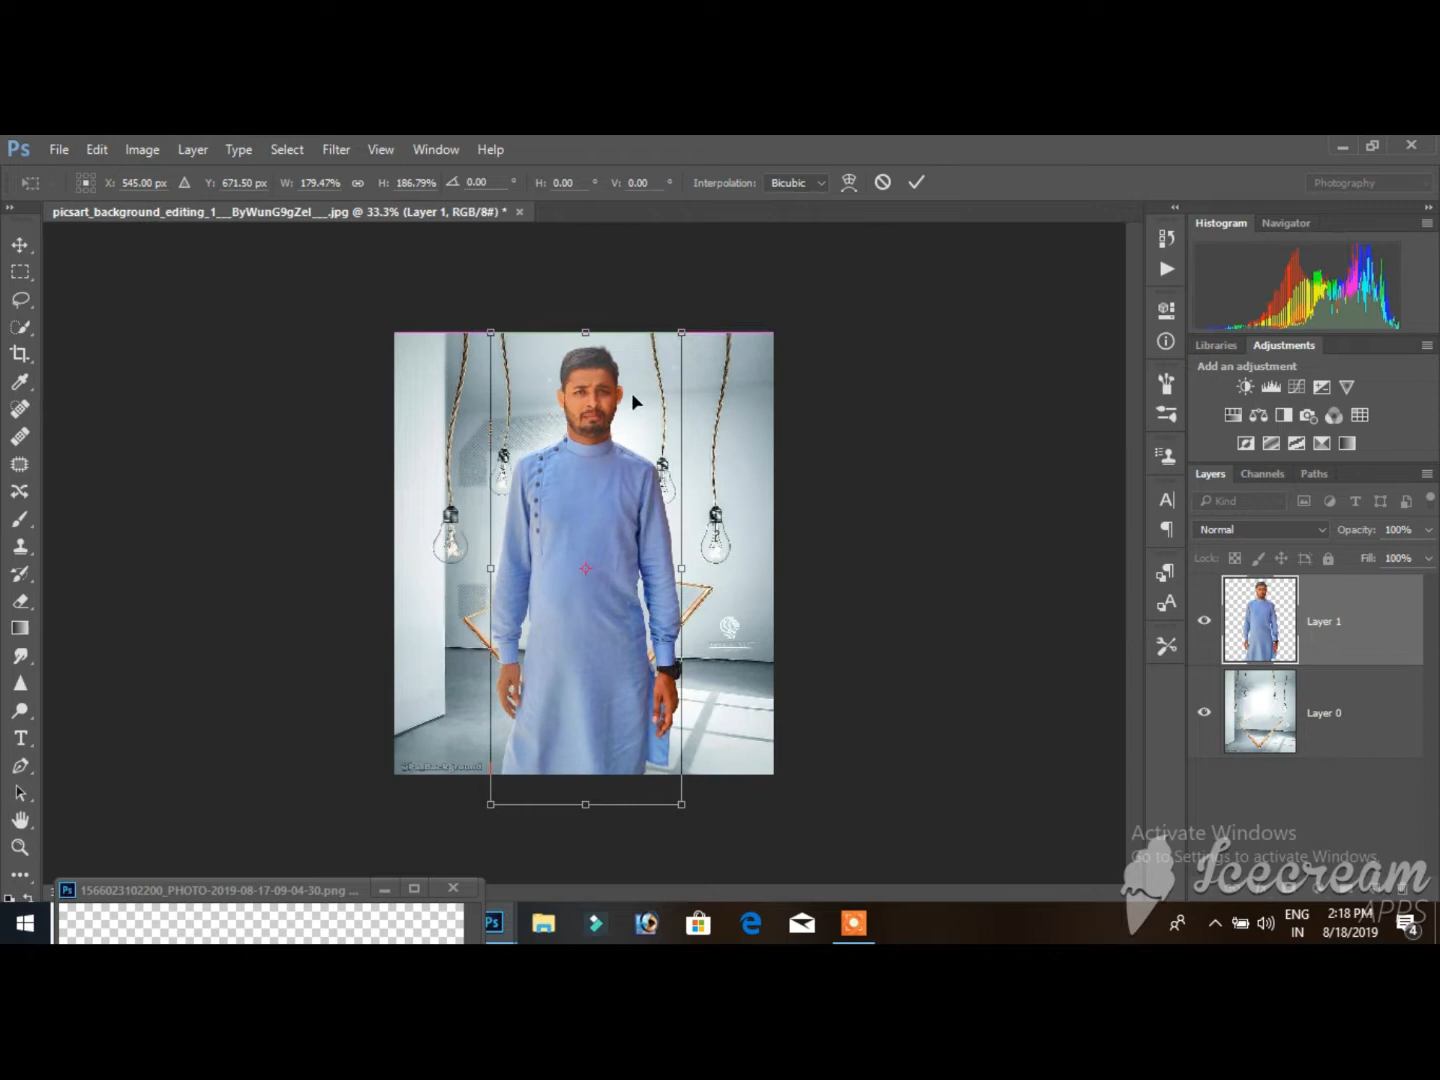 Ps File Edit Image Layer Type Select Filter View Window Help
X: 545.00 px Y: 671.50 px W: 179.47% H: 186.79% 0.00 ° H: 0.00 ° V: 0.00 ° Interpolation: Bicubic Photography
picsart_background_editing_1___ByWunG9gZel___.jpg @ 33.3% (Layer 1, RGB/8#) * ×
Histogram Navigator
Libraries Adjustments
Add an adjustment
Layers Channels Paths
Kind
Normal Opacity: 100%
Lock: Fill: 100%
Layer 1
Layer 0
Activate Windows
Go to Settings to activate Windows.
Icecream
APPS
Ps 1566023102200_PHOTO-2019-08-17-09-04-30.png ...
Ps ENG 2:18 PM
IN 8/18/2019 4